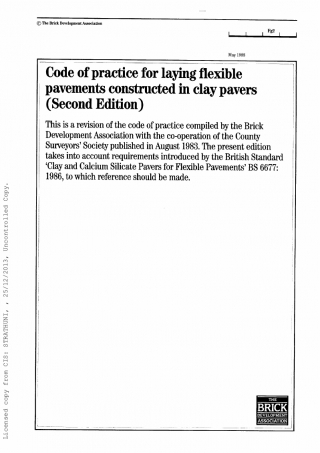 © The Brick Development Association
Fg2
May 1988
Code of practice for laying flexible
pavements constructed in clay pavers
(Second Edition)
This is a revision of the code of practice compiled by the Brick
Development Association with the co-operation of the County
Surveyors' Society published in August 1983. The present edition
takes into account requirements introduced by the British Standard
'Clay and Calcium Silicate Pavers for Flexible Pavements' BS 6677:
1986, to which reference should be made.
THE
BRICK
DEVELOPMENT
ASSOCIATION
Licensed copy from CIS: STRATHUNI, , 25/12/2013, Uncontrolled Copy.